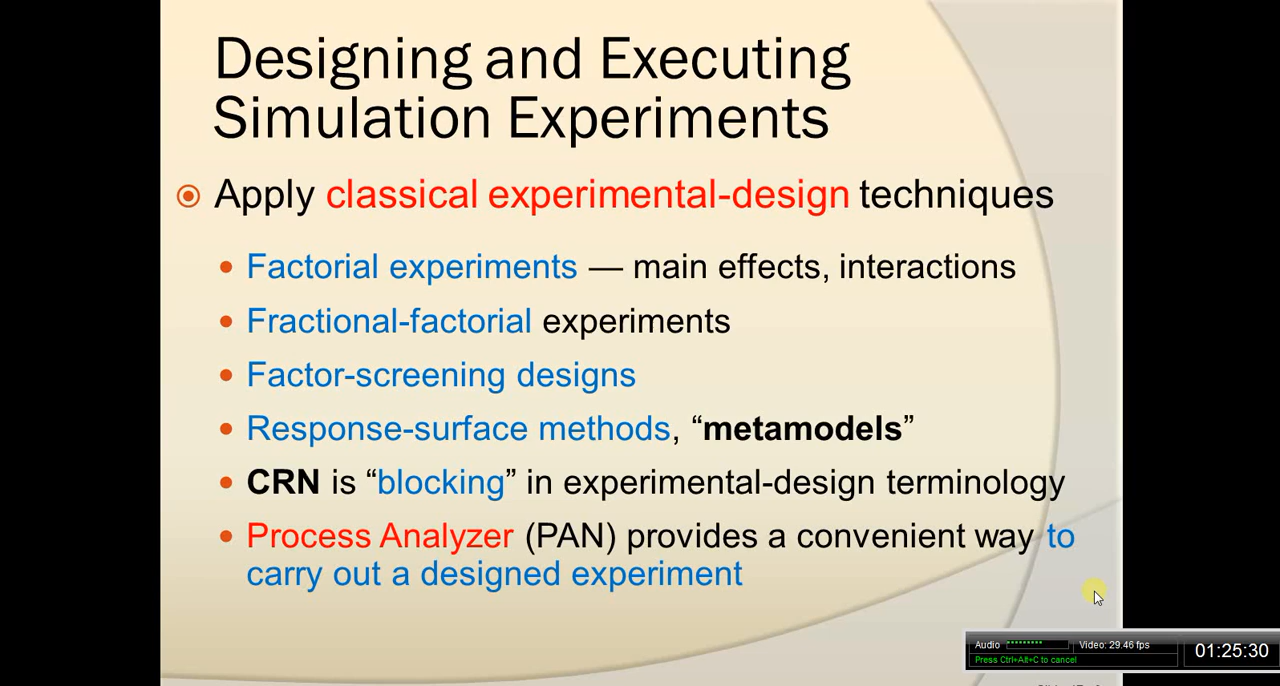 Designing and Executing
Simulation Experiments
Apply classical experimental-design techniques
Factorial experiments — main effects, interactions
Fractional-factorial experiments
Factor-screening designs
Response-surface methods, “metamodels”
CRN is “blocking” in experimental-design terminology
Process Analyzer (PAN) provides a convenient way to
carry out a designed experiment
Audio Video: 29.46 fps
Press Ctrl+Alt+C to cancel
01:25:30